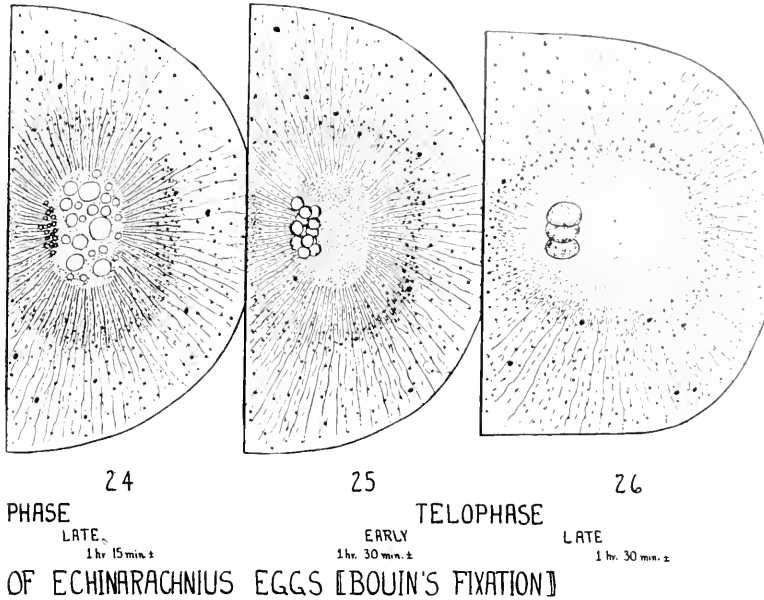 24 25 26
PHASE TELOPHASE
LATE EARLY LATE
1 hr 15 min. ± 1 hr. 30 min. ± 1 hr. 30 min. ±
OF ECHINARACHNIUS EGGS [BOUIN'S FIXATION]